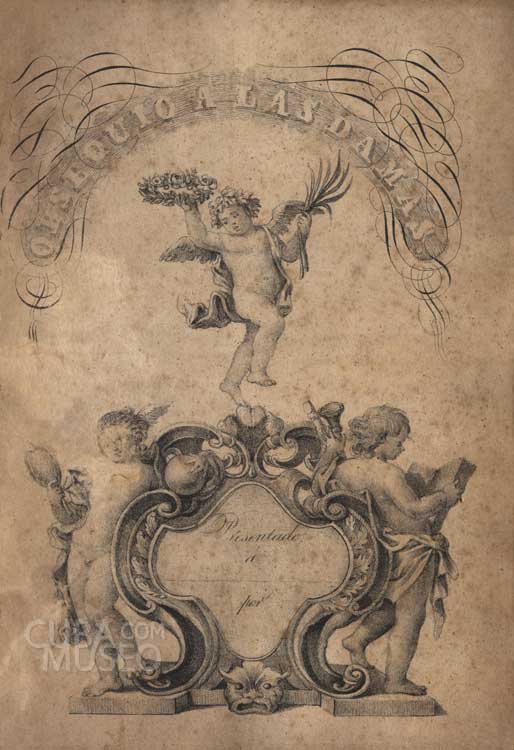 OBSEQUIO A LAS DAMAS
Presentado
á
por
CUBA.COM
MUSEO